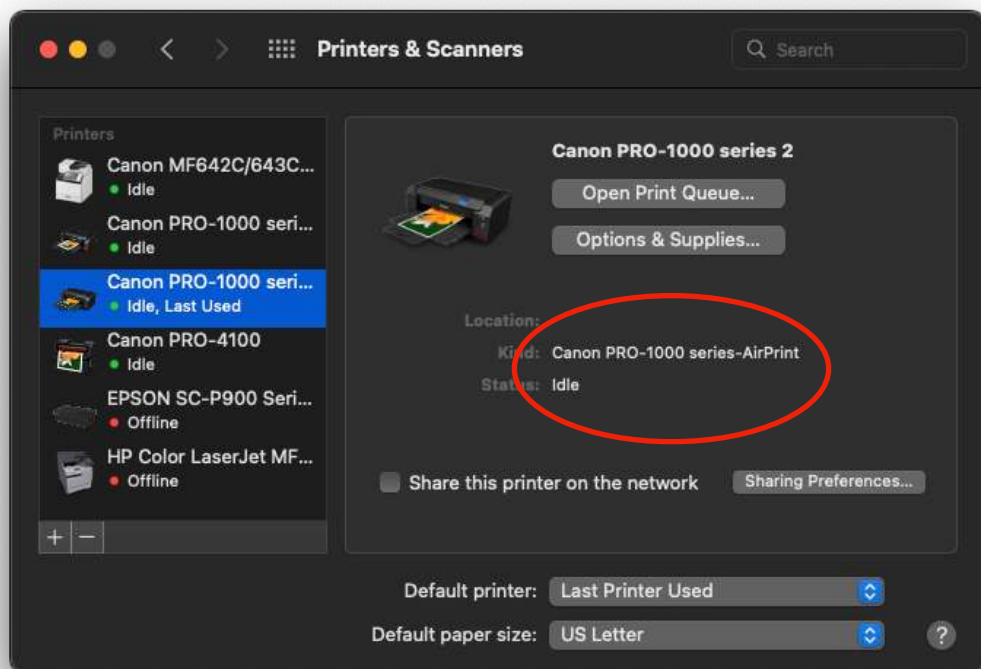 Printers & Scanners
Search
Printers
Canon MF642C/643C...
Idle
Canon PRO-1000 seri...
Idle
Canon PRO-1000 seri...
Idle, Last Used
Canon PRO-4100
Idle
EPSON SC-P900 Seri...
Offline
HP Color LaserJet MF...
Offline
+ −
Canon PRO-1000 series 2
Open Print Queue...
Options & Supplies...
Location:
Kind: Canon PRO-1000 series-AirPrint
Status: Idle
Share this printer on the network Sharing Preferences...
Default printer: Last Printer Used
Default paper size: US Letter ?